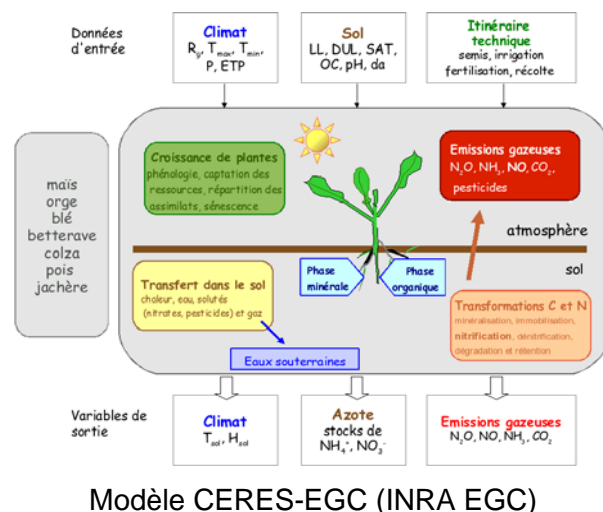 Données
d'entrée
Climat
Rg, Tmax, Tmin,
P, ETP
Sol
LL, DUL, SAT,
OC, pH, da
Itinéraire
technique
semis, irrigation
fertilisation, récolte
maïs
orge
blé
betterave
colza
pois
jachère
Croissance de plantes
phénologie, captation des
ressources, répartition des
assimilats, sénescence
Emissions gazeuses
N₂O, NH₃, NO, CO₂,
pesticides
atmosphère
sol
Transfert dans le sol
chaleur, eau, solutés
(nitrates, pesticides) et gaz
Phase
minérale
Phase
organique
Transformations C et N
minéralisation, immobilisation,
nitrification, dénitrification,
dégradation et rétention
Eaux souterraines
Variables de
sortie
Climat
Tsol, Hsol
Azote
stocks de
NH₄⁺, NO₃⁻
Emissions gazeuses
N₂O, NO, NH₃, CO₂
Modèle CERES-EGC (INRA EGC)